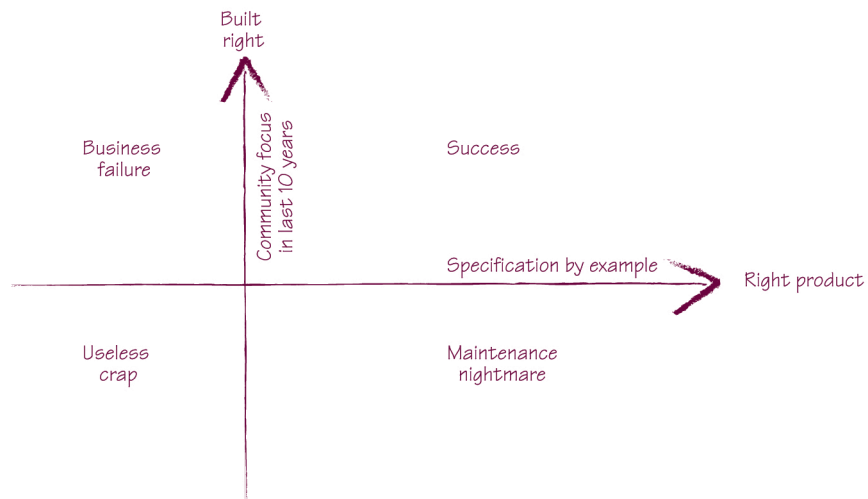 Built
right
Community focus
in last 10 years
Business
failure
Success
Specification by example
Right product
Useless
crap
Maintenance
nightmare